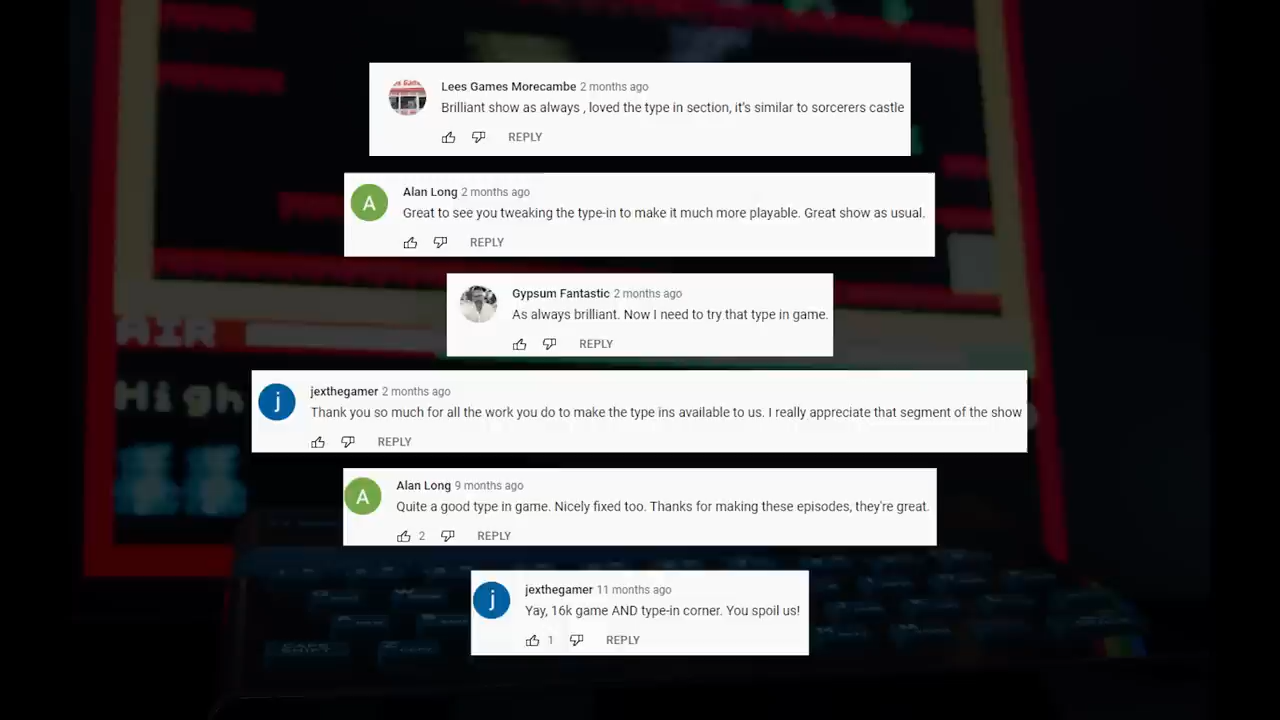 Lees Games Morecambe 2 months ago
Brilliant show as always , loved the type in section, it's similar to sorcerers castle
REPLY
A
Alan Long 2 months ago
Great to see you tweaking the type-in to make it much more playable. Great show as usual.
REPLY
Gypsum Fantastic 2 months ago
As always brilliant. Now I need to try that type in game.
REPLY
AIR
High
j
jexthegamer 2 months ago
Thank you so much for all the work you do to make the type ins available to us. I really appreciate that segment of the show
REPLY
A
Alan Long 9 months ago
Quite a good type in game. Nicely fixed too. Thanks for making these episodes, they're great.
2 REPLY
j
jexthegamer 11 months ago
Yay, 16k game AND type-in corner. You spoil us!
1 REPLY
CAPS
SHIFT